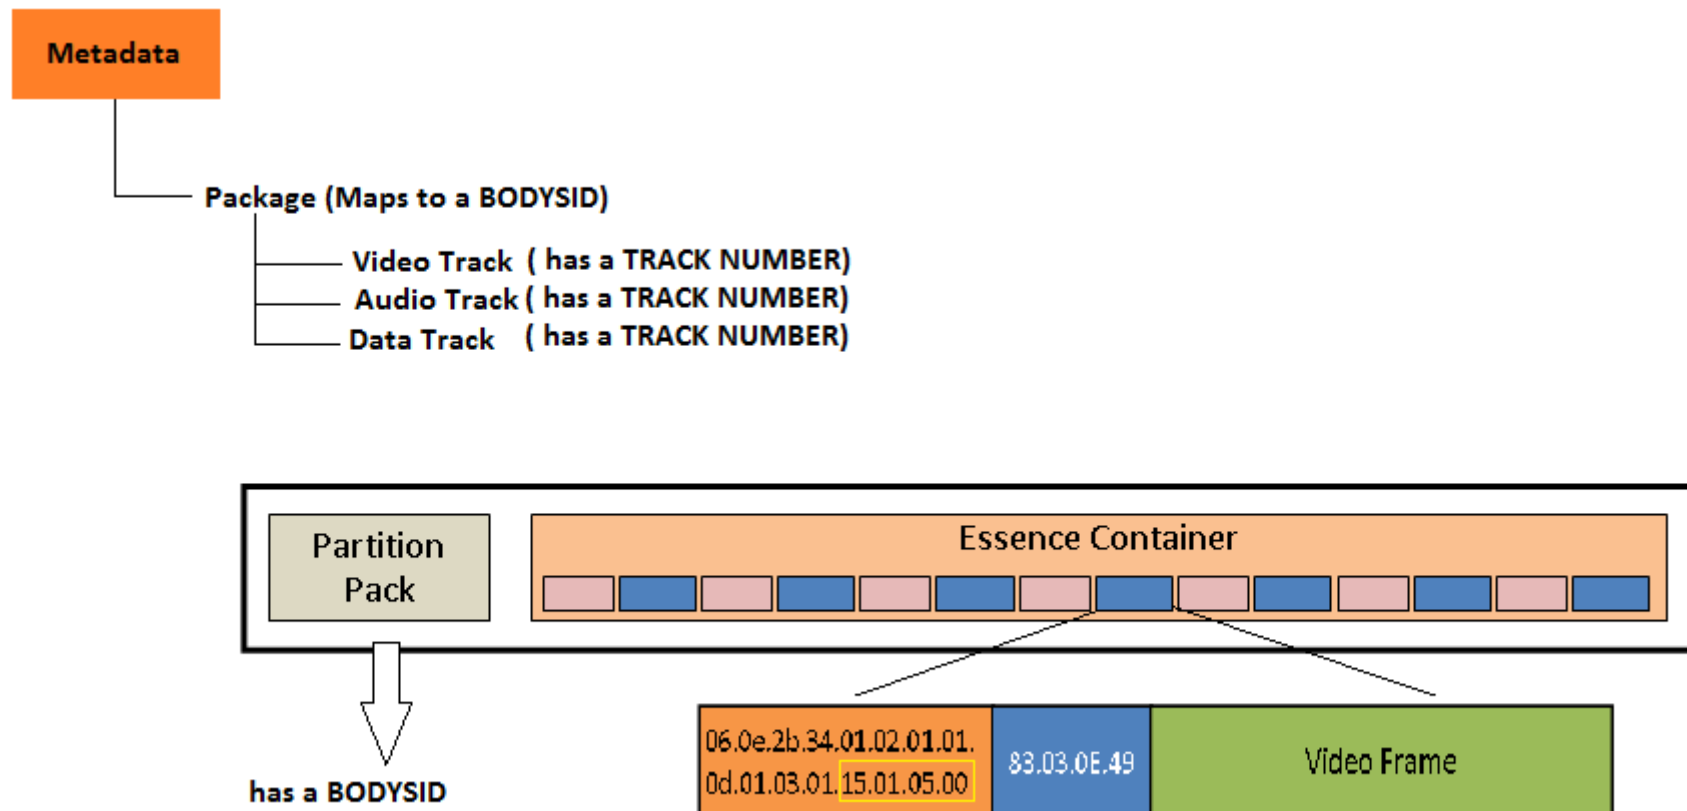 Metadata
Package (Maps to a BODYSID)
Video Track ( has a TRACK NUMBER)
Audio Track ( has a TRACK NUMBER)
Data Track ( has a TRACK NUMBER)
Partition
Pack
Essence Container
has a BODYSID
06.0e.2b.34.01.02.01.01.
0d.01.03.01.15.01.05.00
83.03.0E.49
Video Frame